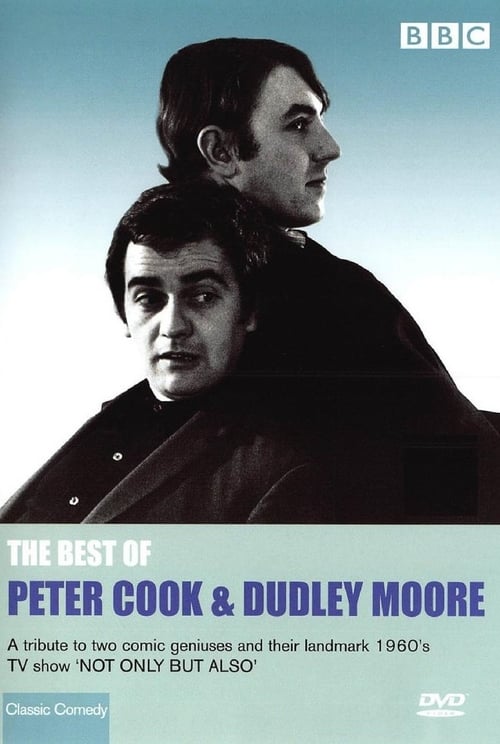 BBC
THE BEST OF
PETER COOK & DUDLEY MOORE
A tribute to two comic geniuses and their landmark 1960's
TV show 'NOT ONLY BUT ALSO'
Classic Comedy
DVD
VIDEO